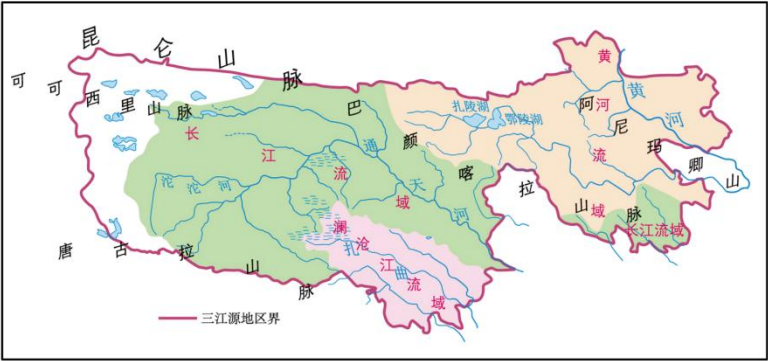 昆仑山脉
可可西里山脉
巴颜喀拉山脉
阿尼玛卿山
唐古拉山脉
黄河流域
黄河
扎陵湖
鄂陵湖
长江流域
通天河
沱沱河
澜沧江流域
扎曲
长江流域
三江源地区界